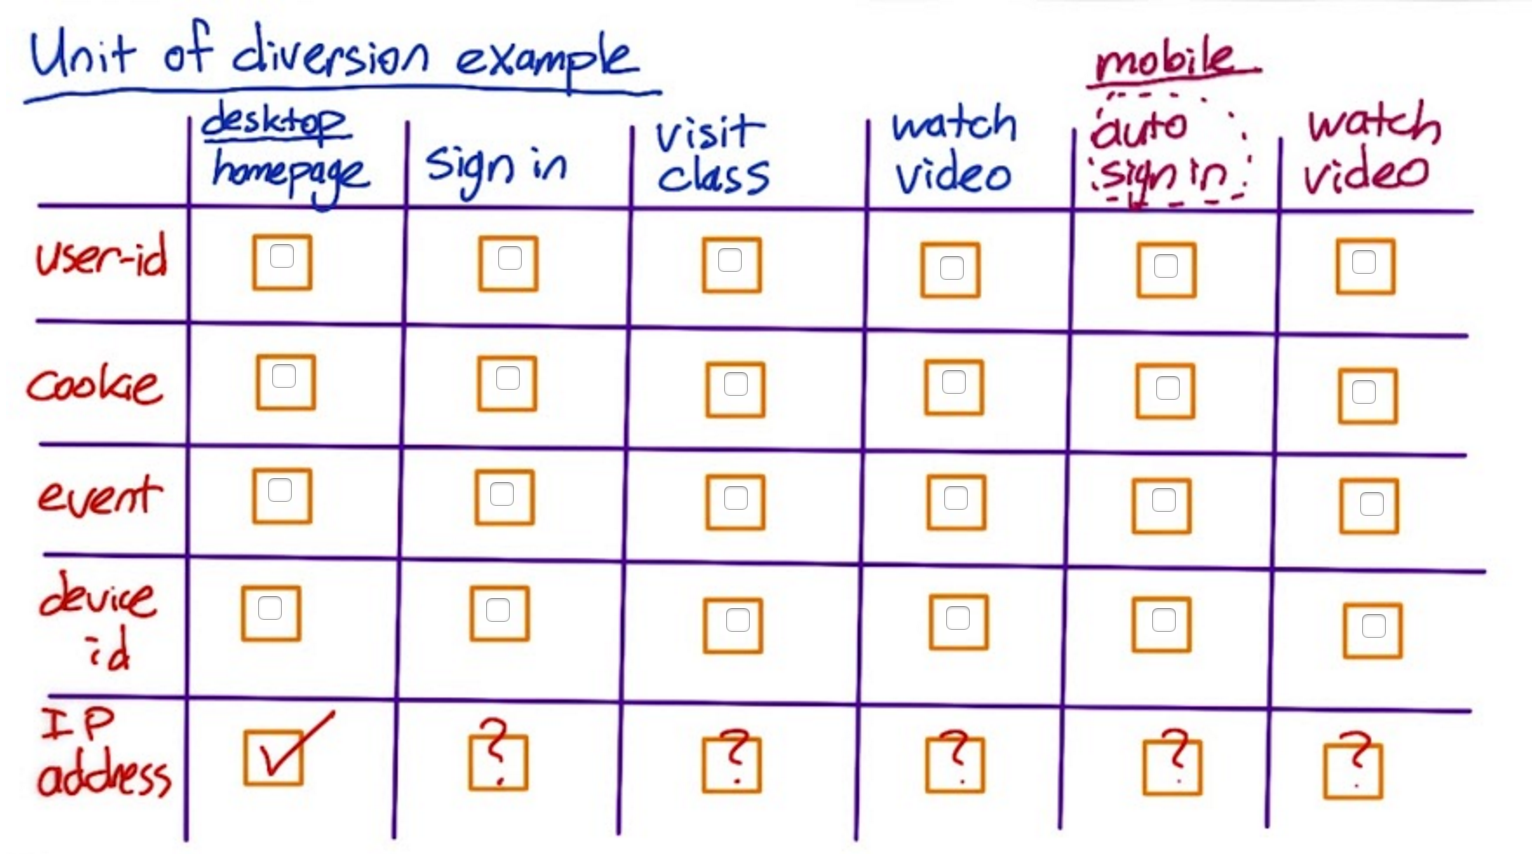 Unit of diversion example
mobile
desktop homepage
sign in
visit class
watch video
auto sign in
watch video
user-id
cookie
event
device id
IP address
? ? ? ? ?